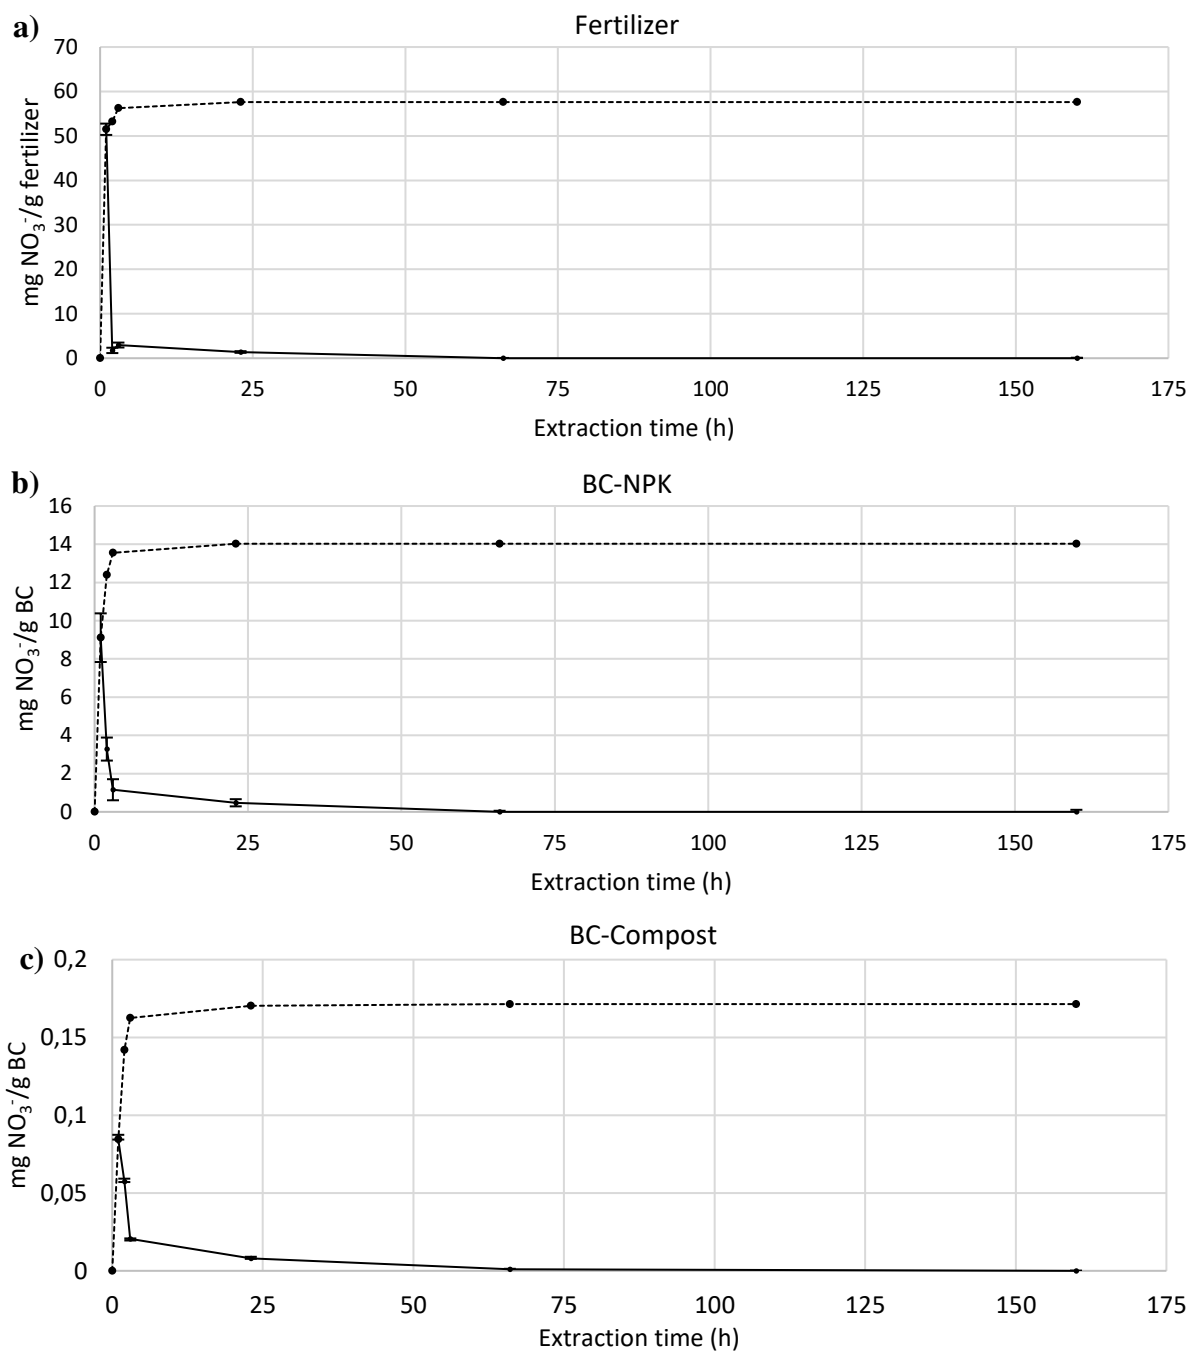 a)
Fertilizer
70
60
50
40
30
20
10
0
mg NO₃⁻/g fertilizer
0 25 50 75 100 125 150 175
Extraction time (h)
b)
BC-NPK
16
14
12
10
8
6
4
2
0
mg NO₃⁻/g BC
0 25 50 75 100 125 150 175
Extraction time (h)
c)
BC-Compost
0,2
0,15
0,1
0,05
0
mg NO₃⁻/g BC
0 25 50 75 100 125 150 175
Extraction time (h)